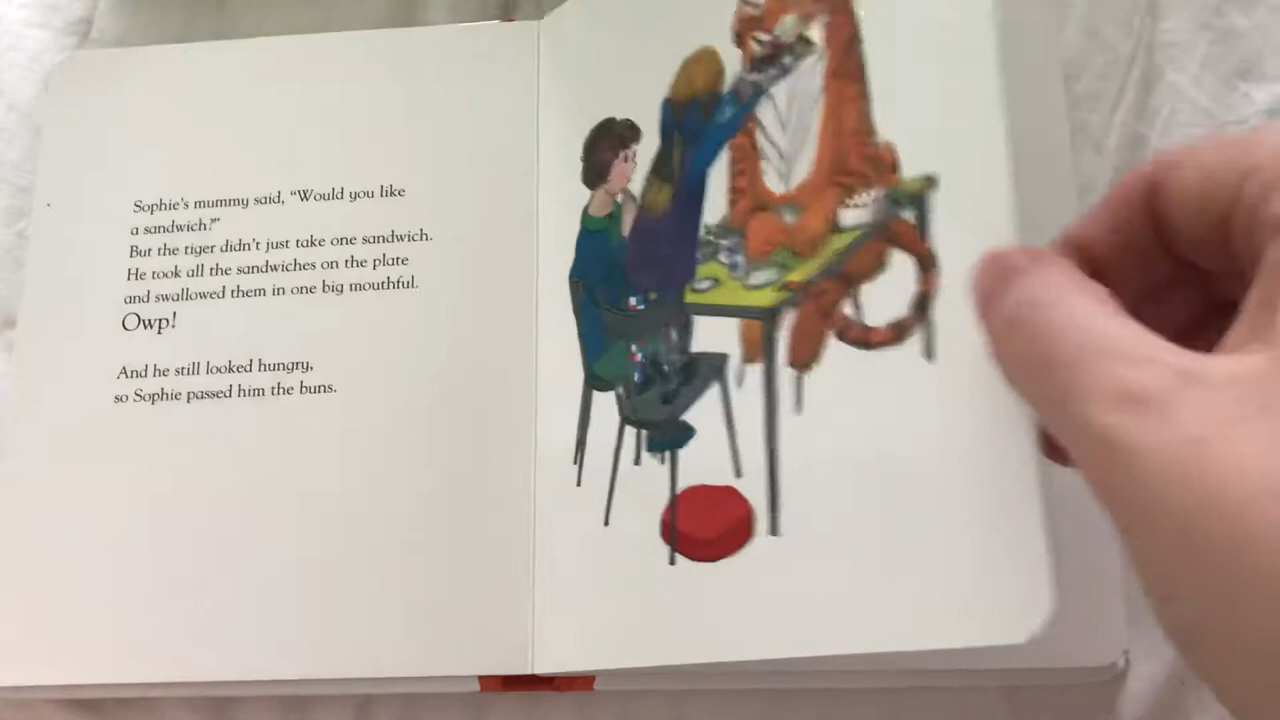 Sophie's mummy said, “Would you like
a sandwich?”
But the tiger didn't just take one sandwich.
He took all the sandwiches on the plate
and swallowed them in one big mouthful.
Owp!
And he still looked hungry,
so Sophie passed him the buns.